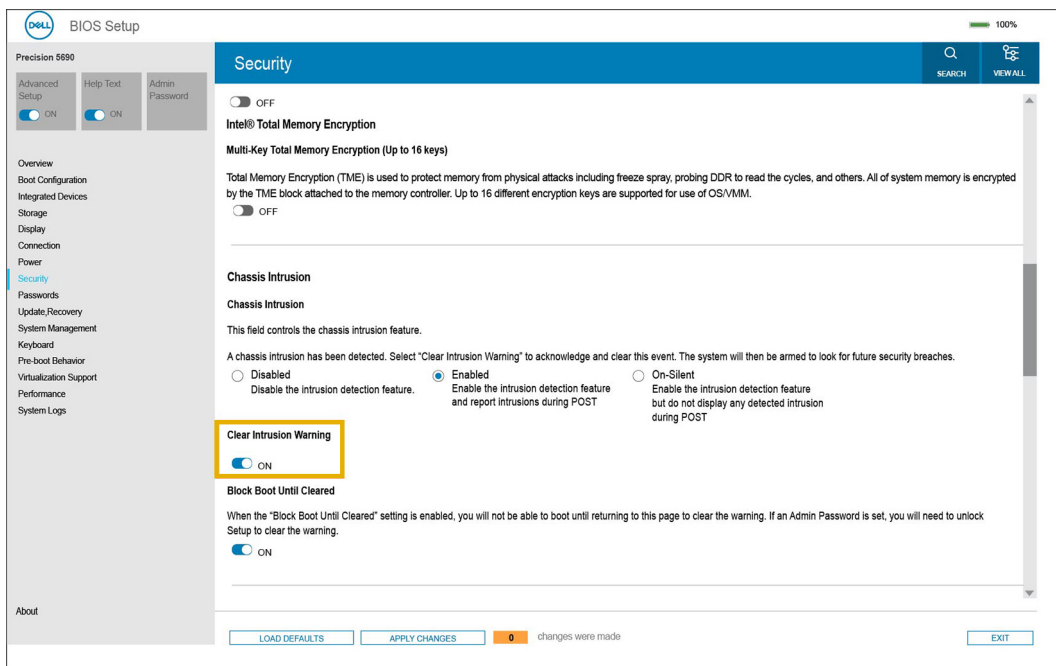 DELL
BIOS Setup
100%
Precision 5690
Advanced Setup
ON
Help Text
ON
Admin Password
Security
SEARCH
VIEW ALL
Overview
Boot Configuration
Integrated Devices
Storage
Display
Connection
Power
Security
Passwords
Update,Recovery
System Management
Keyboard
Pre-boot Behavior
Virtualization Support
Performance
System Logs
About
OFF
Intel® Total Memory Encryption
Multi-Key Total Memory Encryption (Up to 16 keys)
Total Memory Encryption (TME) is used to protect memory from physical attacks including freeze spray, probing DDR to read the cycles, and others. All of system memory is encrypted
by the TME block attached to the memory controller. Up to 16 different encryption keys are supported for use of OS/VMM.
OFF
Chassis Intrusion
Chassis Intrusion
This field controls the chassis intrusion feature.
A chassis intrusion has been detected. Select "Clear Intrusion Warning" to acknowledge and clear this event. The system will then be armed to look for future security breaches.
Disabled
Disable the intrusion detection feature.
Enabled
Enable the intrusion detection feature
and report intrusions during POST
On-Silent
Enable the intrusion detection feature
but do not display any detected intrusion
during POST
Clear Intrusion Warning
ON
Block Boot Until Cleared
When the "Block Boot Until Cleared" setting is enabled, you will not be able to boot until returning to this page to clear the warning. If an Admin Password is set, you will need to unlock
Setup to clear the warning.
ON
LOAD DEFAULTS
APPLY CHANGES
0
changes were made
EXIT